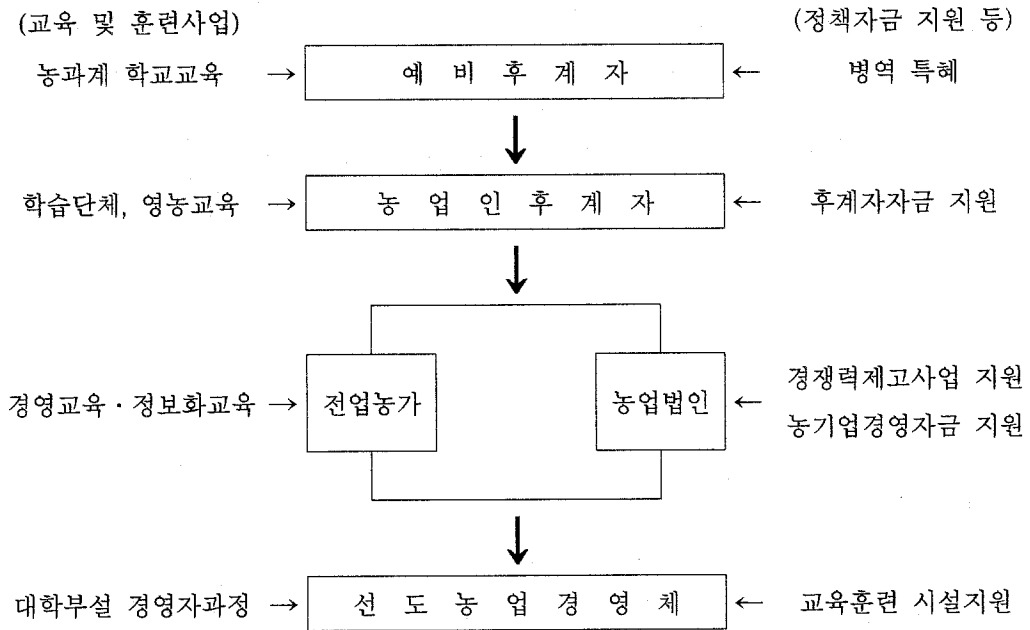 (교육 및 훈련사업) (정책자금 지원 등)
농과계 학교교육 → 예 비 후 계 자 ← 병역 특혜
학습단체, 영농교육 → 농 업 인 후 계 자 ← 후계자자금 지원
경영교육 · 정보화교육 → 전업농가 농업법인 ← 경쟁력제고사업 지원
농기업경영자금 지원
대학부설 경영자과정 → 선 도 농 업 경 영 체 ← 교육훈련 시설지원